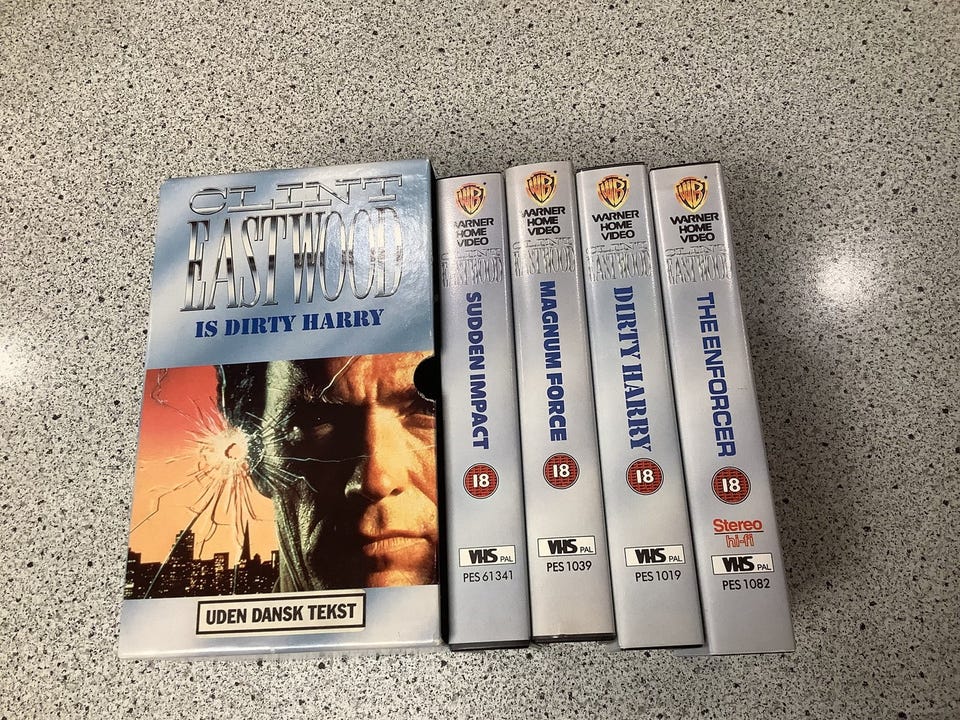 CLINT
EASTWOOD
IS DIRTY HARRY
UDEN DANSK TEKST
WB
WARNER
HOME
VIDEO
CLINT
EASTWOOD
SUDDEN IMPACT
18
VHS PAL
PES 61341
WB
WARNER
HOME
VIDEO
CLINT
EASTWOOD
MAGNUM FORCE
18
VHS PAL
PES 1039
WB
WARNER
HOME
VIDEO
CLINT
EASTWOOD
DIRTY HARRY
18
VHS PAL
PES 1019
WB
WARNER
HOME
VIDEO
CLINT
EASTWOOD
THE ENFORCER
18
Stereo
hi-fi
VHS PAL
PES 1082